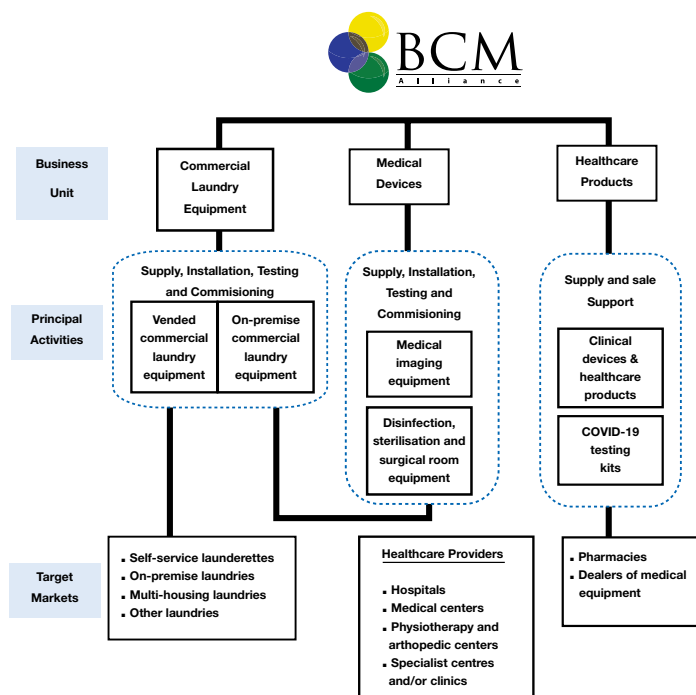 BCM
Alliance
Business
Unit
Commercial
Laundry
Equipment
Medical
Devices
Healthcare
Products
Principal
Activities
Supply, Installation, Testing
and Commisioning
Vended
commercial
laundry
equipment
On-premise
commercial
laundry
equipment
Supply, Installation,
Testing and
Commisioning
Medical
imaging
equipment
Disinfection,
sterilisation and
surgical room
equipment
Supply and sale
Support
Clinical
devices &
healthcare
products
COVID-19
testing
kits
Target
Markets
▪ Self-service launderettes
▪ On-premise laundries
▪ Multi-housing laundries
▪ Other laundries
Healthcare Providers
▪ Hospitals
▪ Medical centers
▪ Physiotherapy and
arthopedic centers
▪ Specialist centres
and/or clinics
▪ Pharmacies
▪ Dealers of medical
equipment